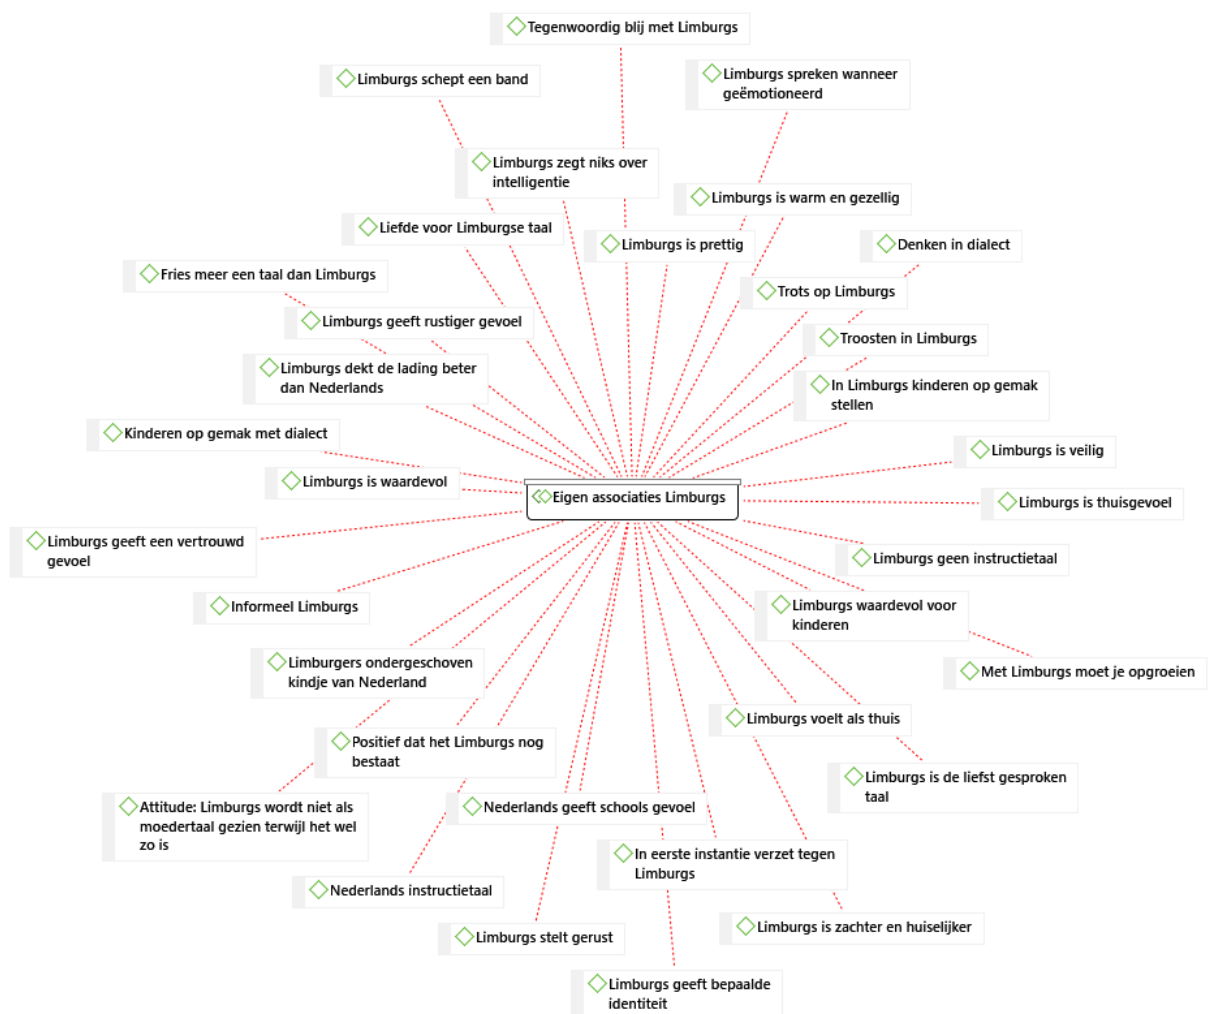 Tegenwoordig blij met Limburgs
Limburgs schept een band
Limburgs spreken wanneer
geëmotioneerd
Limburgs zegt niks over
intelligentie
Limburgs is warm en gezellig
Liefde voor Limburgse taal
Limburgs is prettig
Denken in dialect
Fries meer een taal dan Limburgs
Trots op Limburgs
Limburgs geeft rustiger gevoel
Troosten in Limburgs
Limburgs dekt de lading beter
dan Nederlands
In Limburgs kinderen op gemak
stellen
Kinderen op gemak met dialect
Limburgs is veilig
Limburgs is waardevol
Eigen associaties Limburgs
Limburgs is thuisgevoel
Limburgs geeft een vertrouwd
gevoel
Limburgs geen instructietaal
Informeel Limburgs
Limburgs waardevol voor
kinderen
Limburgers ondergeschoven
kindje van Nederland
Met Limburgs moet je opgroeien
Limburgs voelt als thuis
Positief dat het Limburgs nog
bestaat
Limburgs is de liefst gesproken
taal
Attitude: Limburgs wordt niet als
moedertaal gezien terwijl het wel
zo is
Nederlands geeft schools gevoel
In eerste instantie verzet tegen
Limburgs
Nederlands instructietaal
Limburgs is zachter en huiselijker
Limburgs stelt gerust
Limburgs geeft bepaalde
identiteit